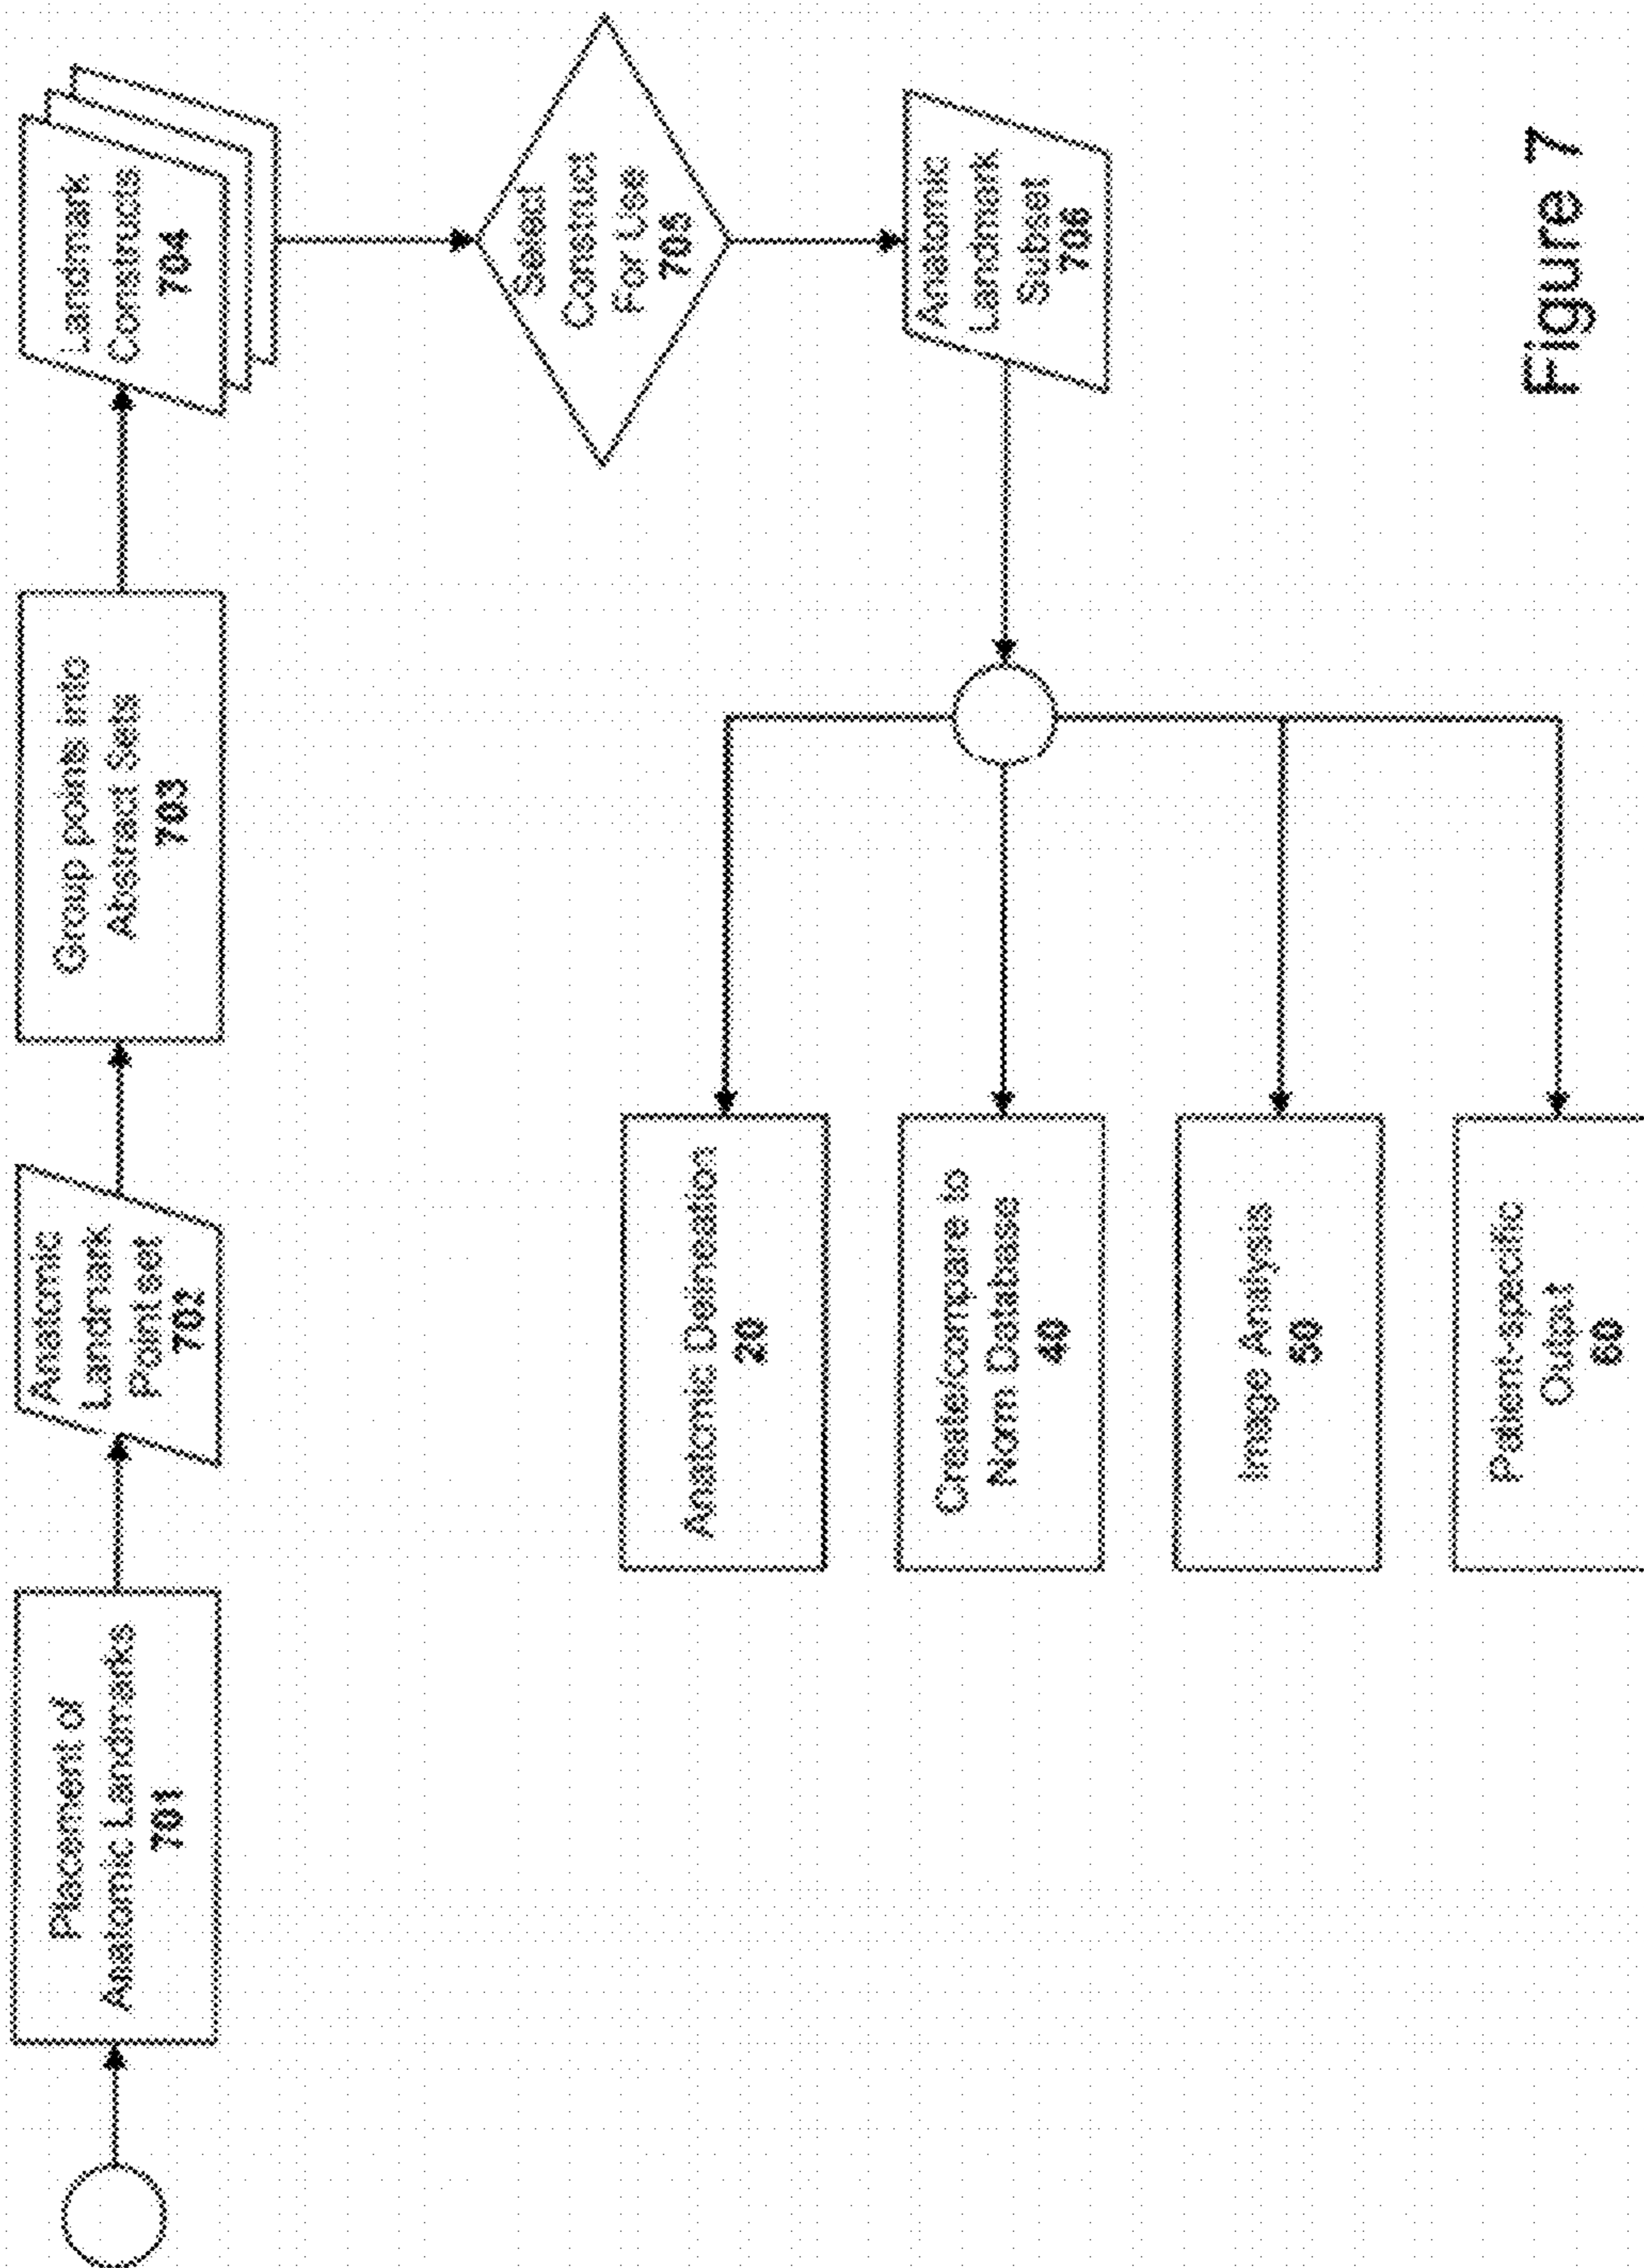 Placement of
Anatomic Landmarks
701
Anatomic
Landmark
Point set
702
Group points into
Abstract Sets
703
Landmark
Constructs
704
Select
Construct
For Use
705
Anatomic
Landmark
Subset
706
Anatomic Delineation
20
Create/compare to
Norm Database
40
Image Analysis
50
Patient-specific
Output
60
Figure 7